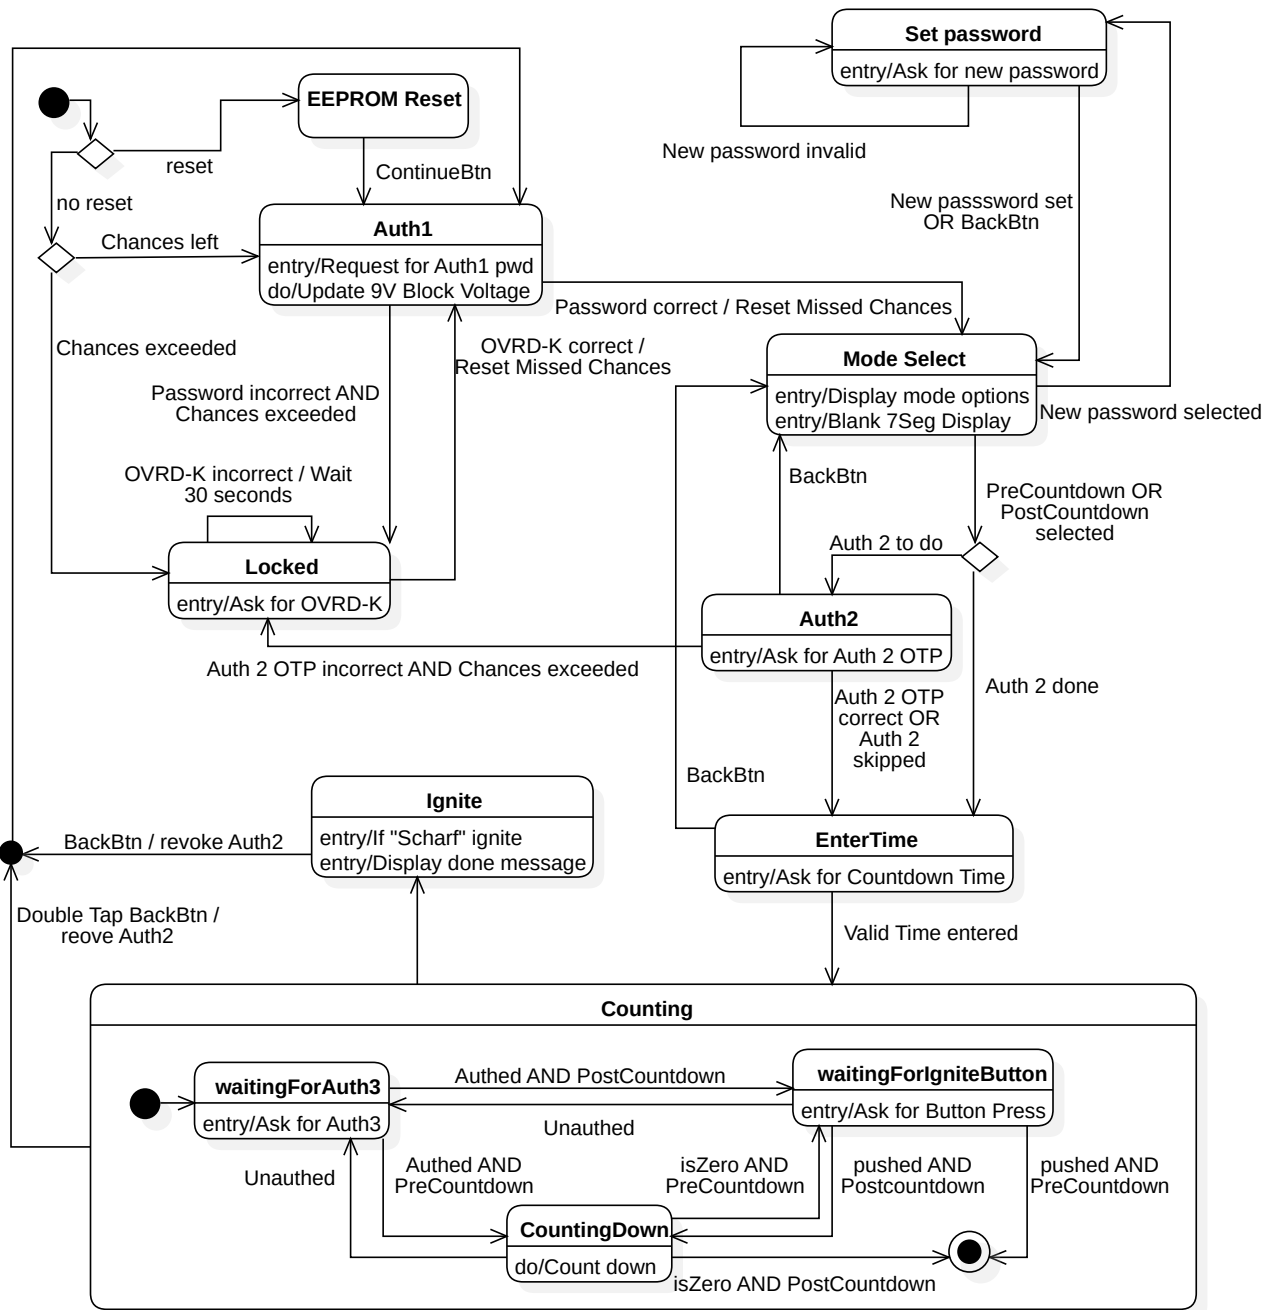 Set password
entry/Ask for new password
New password invalid
New passsword set
OR BackBtn
EEPROM Reset
reset
ContinueBtn
no reset
Chances left
Auth1
entry/Request for Auth1 pwd
do/Update 9V Block Voltage
Password correct / Reset Missed Chances
Chances exceeded
OVRD-K correct /
Reset Missed Chances
Password incorrect AND
Chances exceeded
Mode Select
entry/Display mode options
entry/Blank 7Seg Display
New password selected
OVRD-K incorrect / Wait
30 seconds
BackBtn
PreCountdown OR
PostCountdown
selected
Locked
entry/Ask for OVRD-K
Auth 2 to do
Auth2
entry/Ask for Auth 2 OTP
Auth 2 OTP incorrect AND Chances exceeded
Auth 2 OTP
correct OR
Auth 2
skipped
Auth 2 done
BackBtn
Ignite
entry/If "Scharf" ignite
entry/Display done message
BackBtn / revoke Auth2
EnterTime
entry/Ask for Countdown Time
Double Tap BackBtn /
reove Auth2
Valid Time entered
Counting
waitingForAuth3
entry/Ask for Auth3
Authed AND PostCountdown
waitingForIgniteButton
entry/Ask for Button Press
Unauthed
Unauthed
Authed AND
PreCountdown
isZero AND
PreCountdown
pushed AND
Postcountdown
pushed AND
PreCountdown
CountingDown
do/Count down
isZero AND PostCountdown